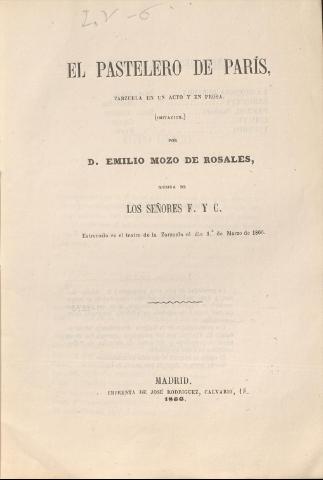 I. V - 6
EL PASTELERO DE PARÍS,
ZARZUELA EN UN ACTO Y EN PROSA.
(IMITACION.)
POR
D. EMILIO MOZO DE ROSALES,
MÚSICA DE
LOS SEÑORES F. Y C.
Estrenada en el teatro de la Zarzuela el dia 1.º de Marzo de 1866.
MADRID.
IMPRENTA DE JOSÉ RODRIGUEZ, CALVARIO, 18.
1866.